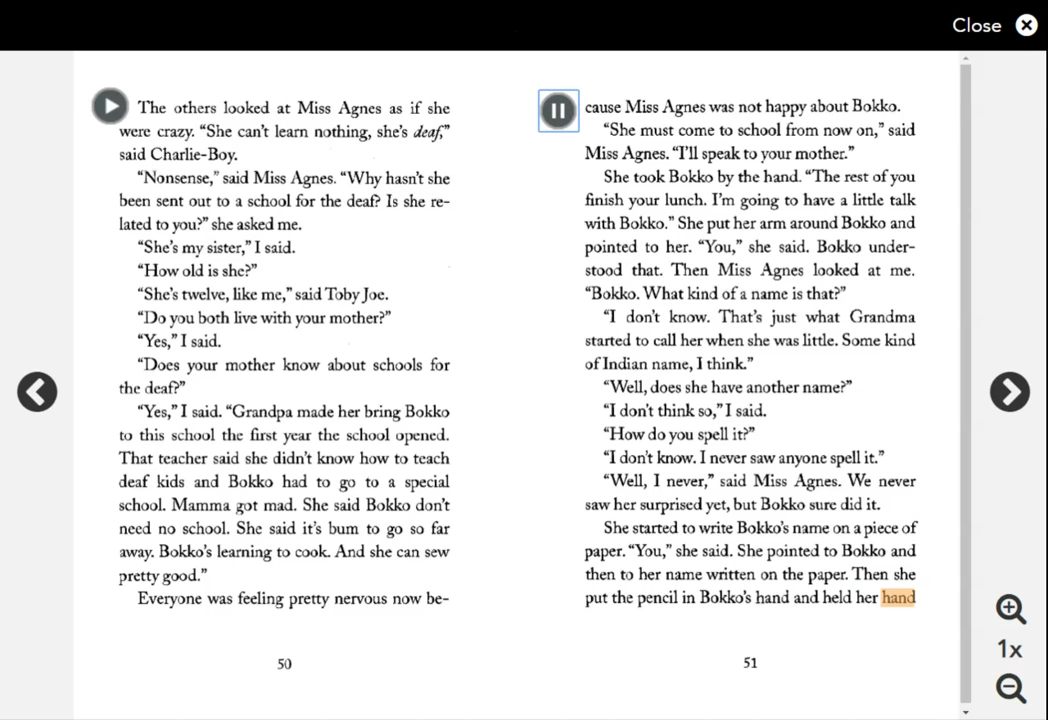 Close
The others looked at Miss Agnes as if she
were crazy. “She can’t learn nothing, she’s deaf,”
said Charlie-Boy.
“Nonsense,” said Miss Agnes. “Why hasn’t she
been sent out to a school for the deaf? Is she re-
lated to you?” she asked me.
“She’s my sister,” I said.
“How old is she?”
“She’s twelve, like me,” said Toby Joe.
“Do you both live with your mother?”
“Yes,” I said.
“Does your mother know about schools for
the deaf?”
“Yes,” I said. “Grandpa made her bring Bokko
to this school the first year the school opened.
That teacher said she didn’t know how to teach
deaf kids and Bokko had to go to a special
school. Mamma got mad. She said Bokko don’t
need no school. She said it’s bum to go so far
away. Bokko’s learning to cook. And she can sew
pretty good.”
Everyone was feeling pretty nervous now be-
50
cause Miss Agnes was not happy about Bokko.
“She must come to school from now on,” said
Miss Agnes. “I’ll speak to your mother.”
She took Bokko by the hand. “The rest of you
finish your lunch. I’m going to have a little talk
with Bokko.” She put her arm around Bokko and
pointed to her. “You,” she said. Bokko under-
stood that. Then Miss Agnes looked at me.
“Bokko. What kind of a name is that?”
“I don’t know. That’s just what Grandma
started to call her when she was little. Some kind
of Indian name, I think.”
“Well, does she have another name?”
“I don’t think so,” I said.
“How do you spell it?”
“I don’t know. I never saw anyone spell it.”
“Well, I never,” said Miss Agnes. We never
saw her surprised yet, but Bokko sure did it.
She started to write Bokko’s name on a piece of
paper. “You,” she said. She pointed to Bokko and
then to her name written on the paper. Then she
put the pencil in Bokko’s hand and held her hand
51
1x